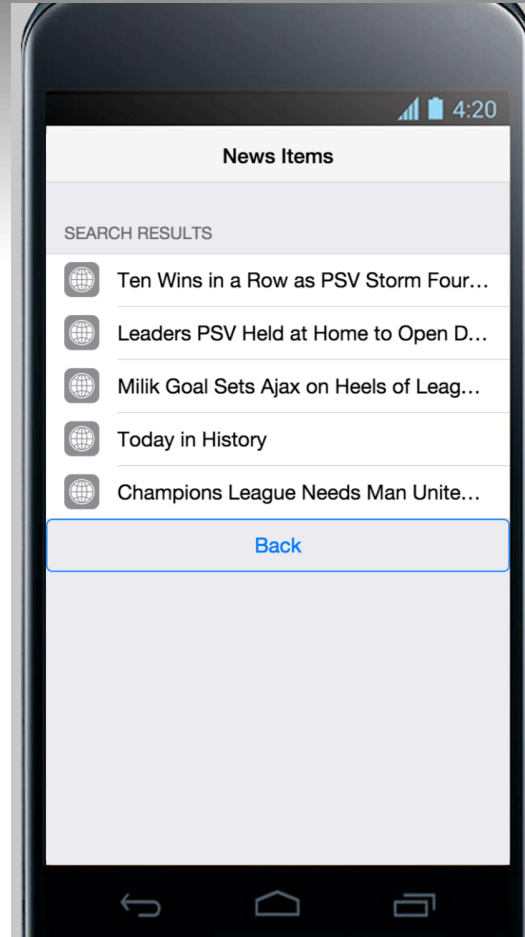 4:20
News Items
SEARCH RESULTS
Ten Wins in a Row as PSV Storm Four...
Leaders PSV Held at Home to Open D...
Milik Goal Sets Ajax on Heels of Leag...
Today in History
Champions League Needs Man Unite...
Back